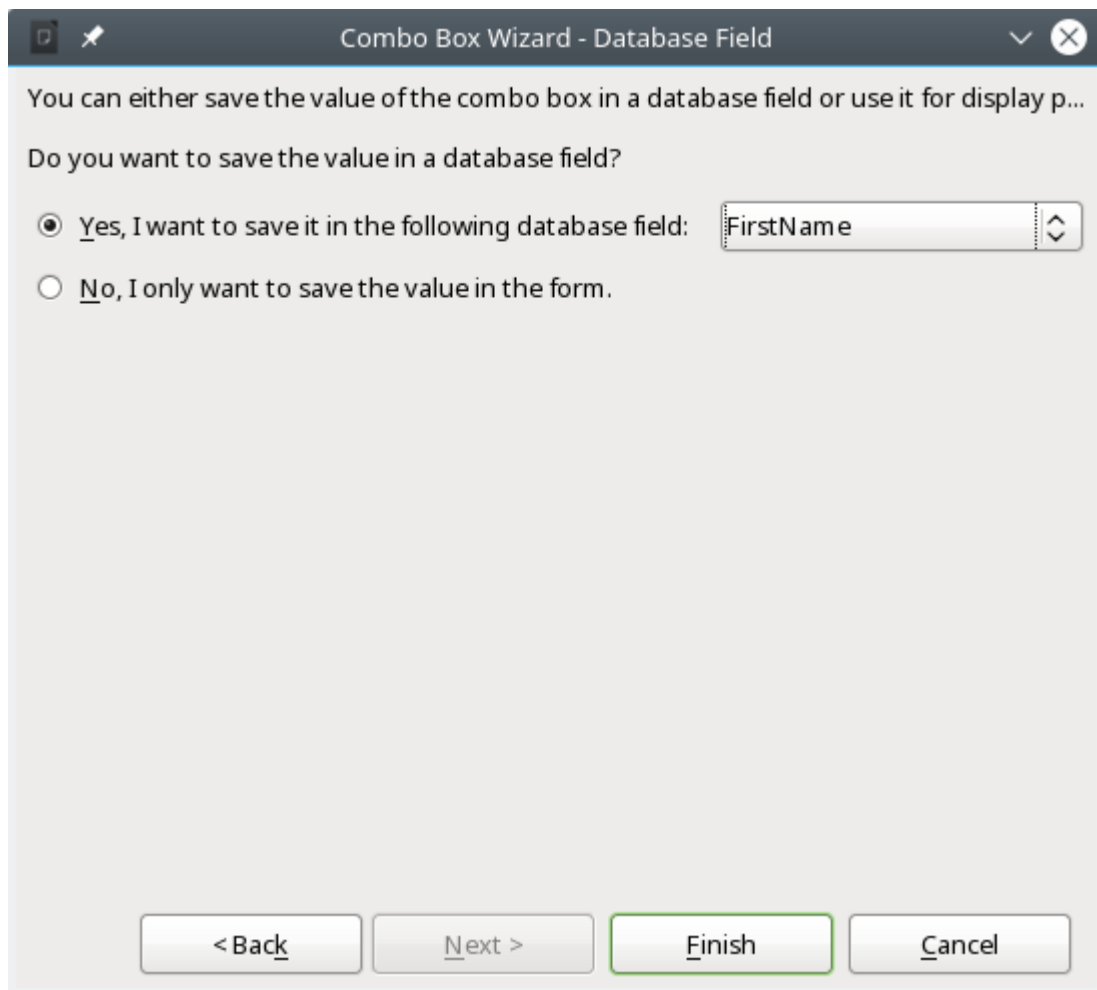 Combo Box Wizard - Database Field
You can either save the value of the combo box in a database field or use it for display p...
Do you want to save the value in a database field?
Yes, I want to save it in the following database field: FirstName
No, I only want to save the value in the form.
< Back Next > Finish Cancel